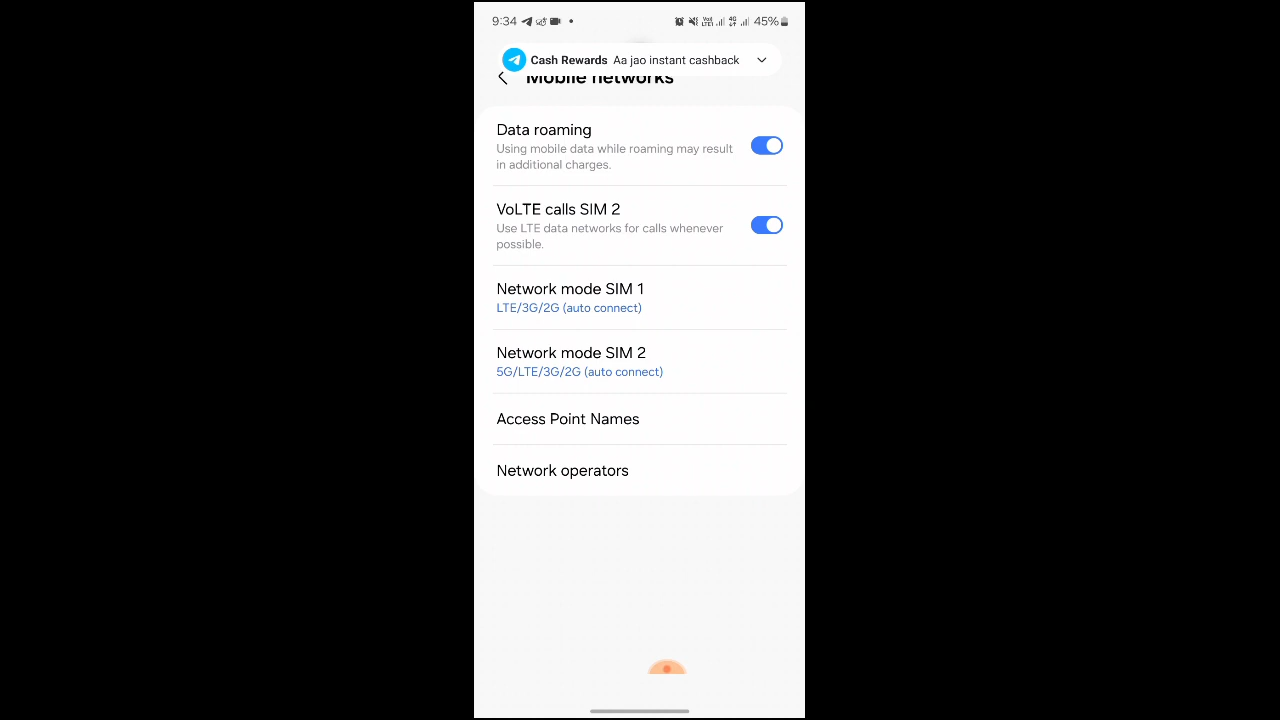 9:34
45%
Cash Rewards Aa jao instant cashback
Mobile networks
Data roaming
Using mobile data while roaming may result
in additional charges.
VoLTE calls SIM 2
Use LTE data networks for calls whenever
possible.
Network mode SIM 1
LTE/3G/2G (auto connect)
Network mode SIM 2
5G/LTE/3G/2G (auto connect)
Access Point Names
Network operators